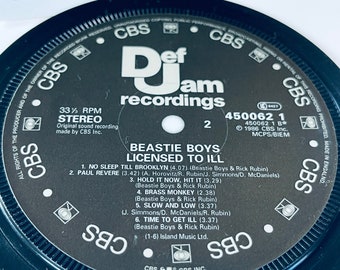 CBS
Def Jam
recordings
33⅓ RPM
STEREO
Original sound recording
made by CBS Inc.
2
450062 1
450062 1 B
℗ 1986 CBS Inc.
MCPS/BIEM
BEASTIE BOYS
LICENSED TO ILL
1. NO SLEEP TILL BROOKLYN (4.07) (Beastie Boys & Rick Rubin)
2. PAUL REVERE (3.42) (A. Horovitz/R. Rubin/J. Simmons/D. McDaniels/R. Rubin)
3. HOLD IT NOW, HIT IT (3.29)
(Beastie Boys & Rick Rubin)
4. BRASS MONKEY (2.38)
(Beastie Boys & Rick Rubin)
5. SLOW AND LOW (3.37)
(J. Simmons/D. McDaniels/R. Rubin)
6. TIME TO GET ILL (3.37)
(Beastie Boys & Rick Rubin)
(1-6) Island Music Ltd.
CBS
CBS
CBS
CBS
CBS
CBS
CBS